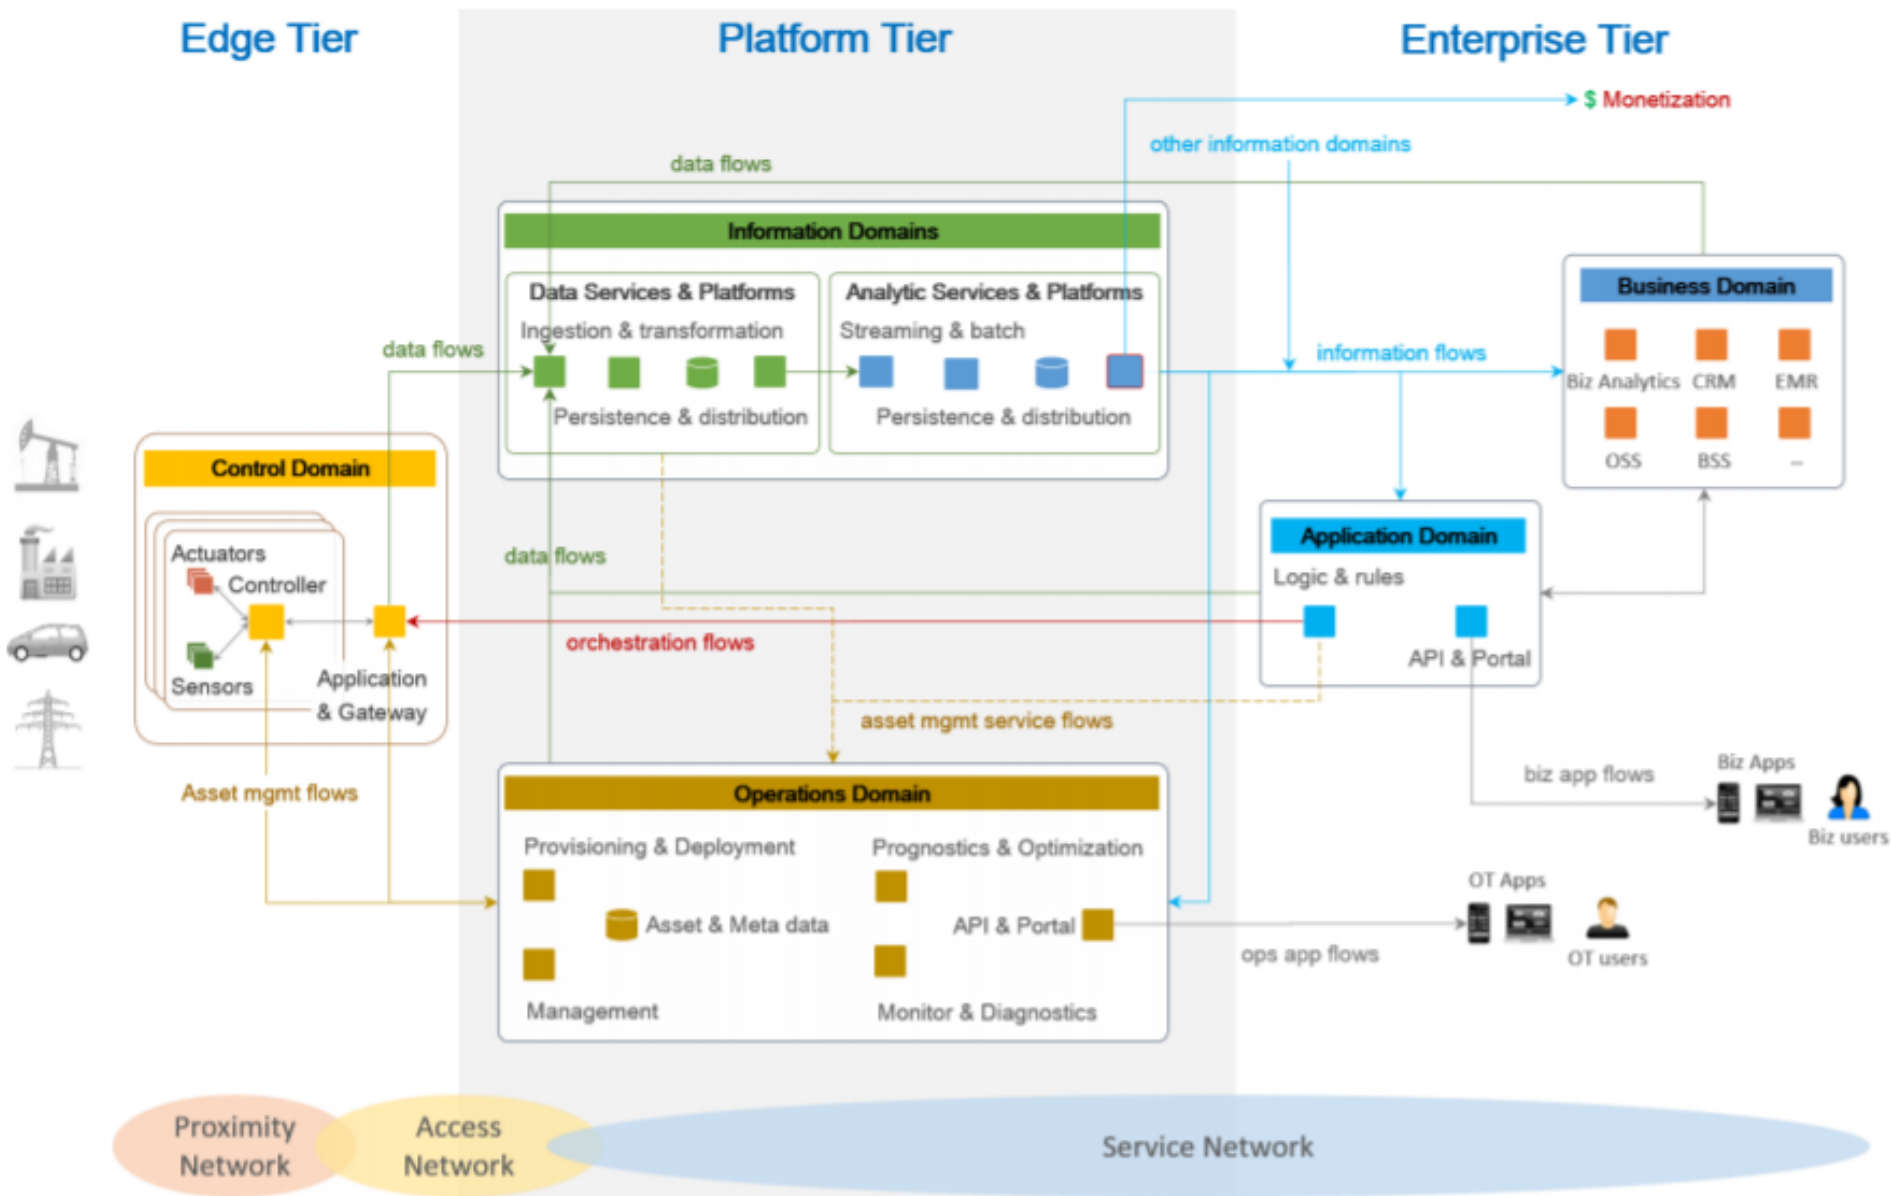 Edge Tier
Platform Tier
Enterprise Tier
$ Monetization
other information domains
data flows
Information Domains
Data Services & Platforms
Analytic Services & Platforms
Ingestion & transformation
Streaming & batch
Persistence & distribution
Persistence & distribution
data flows
information flows
Business Domain
Biz Analytics
CRM
EMR
OSS
BSS
...
Control Domain
Actuators
Controller
Sensors
Application
& Gateway
data flows
orchestration flows
Application Domain
Logic & rules
API & Portal
asset mgmt service flows
Asset mgmt flows
Operations Domain
Provisioning & Deployment
Prognostics & Optimization
Asset & Meta data
API & Portal
Management
Monitor & Diagnostics
biz app flows
Biz Apps
Biz users
OT Apps
ops app flows
OT users
Proximity
Network
Access
Network
Service Network